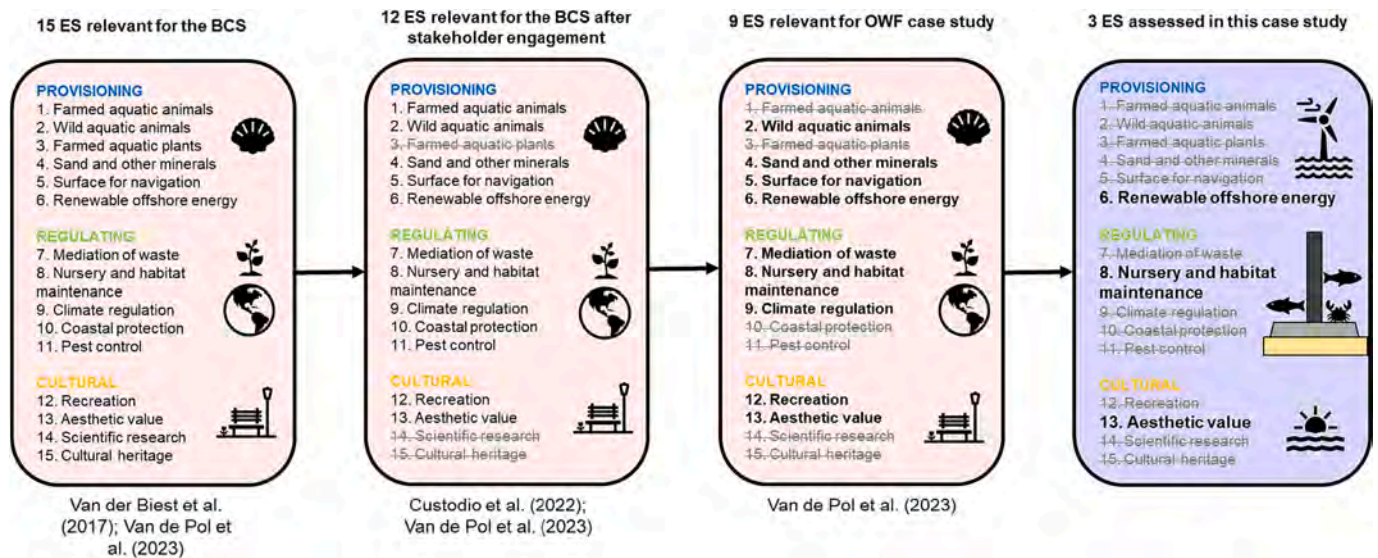 15 ES relevant for the BCS
PROVISIONING
1. Farmed aquatic animals
2. Wild aquatic animals
3. Farmed aquatic plants
4. Sand and other minerals
5. Surface for navigation
6. Renewable offshore energy
REGULATING
7. Mediation of waste
8. Nursery and habitat
maintenance
9. Climate regulation
10. Coastal protection
11. Pest control
CULTURAL
12. Recreation
13. Aesthetic value
14. Scientific research
15. Cultural heritage
Van der Biest et al.
(2017); Van de Pol et
al. (2023)
12 ES relevant for the BCS after
stakeholder engagement
PROVISIONING
1. Farmed aquatic animals
2. Wild aquatic animals
3. Farmed aquatic plants
4. Sand and other minerals
5. Surface for navigation
6. Renewable offshore energy
REGULATING
7. Mediation of waste
8. Nursery and habitat
maintenance
9. Climate regulation
10. Coastal protection
11. Pest control
CULTURAL
12. Recreation
13. Aesthetic value
14. Scientific research
15. Cultural heritage
Custodio et al. (2022);
Van de Pol et al. (2023)
9 ES relevant for OWF case study
PROVISIONING
1. Farmed aquatic animals
2. Wild aquatic animals
3. Farmed aquatic plants
4. Sand and other minerals
5. Surface for navigation
6. Renewable offshore energy
REGULATING
7. Mediation of waste
8. Nursery and habitat
maintenance
9. Climate regulation
10. Coastal protection
11. Pest control
CULTURAL
12. Recreation
13. Aesthetic value
14. Scientific research
15. Cultural heritage
Van de Pol et al. (2023)
3 ES assessed in this case study
PROVISIONING
1. Farmed aquatic animals
2. Wild aquatic animals
3. Farmed aquatic plants
4. Sand and other minerals
5. Surface for navigation
6. Renewable offshore energy
REGULATING
7. Mediation of waste
8. Nursery and habitat
maintenance
9. Climate regulation
10. Coastal protection
11. Pest control
CULTURAL
12. Recreation
13. Aesthetic value
14. Scientific research
15. Cultural heritage